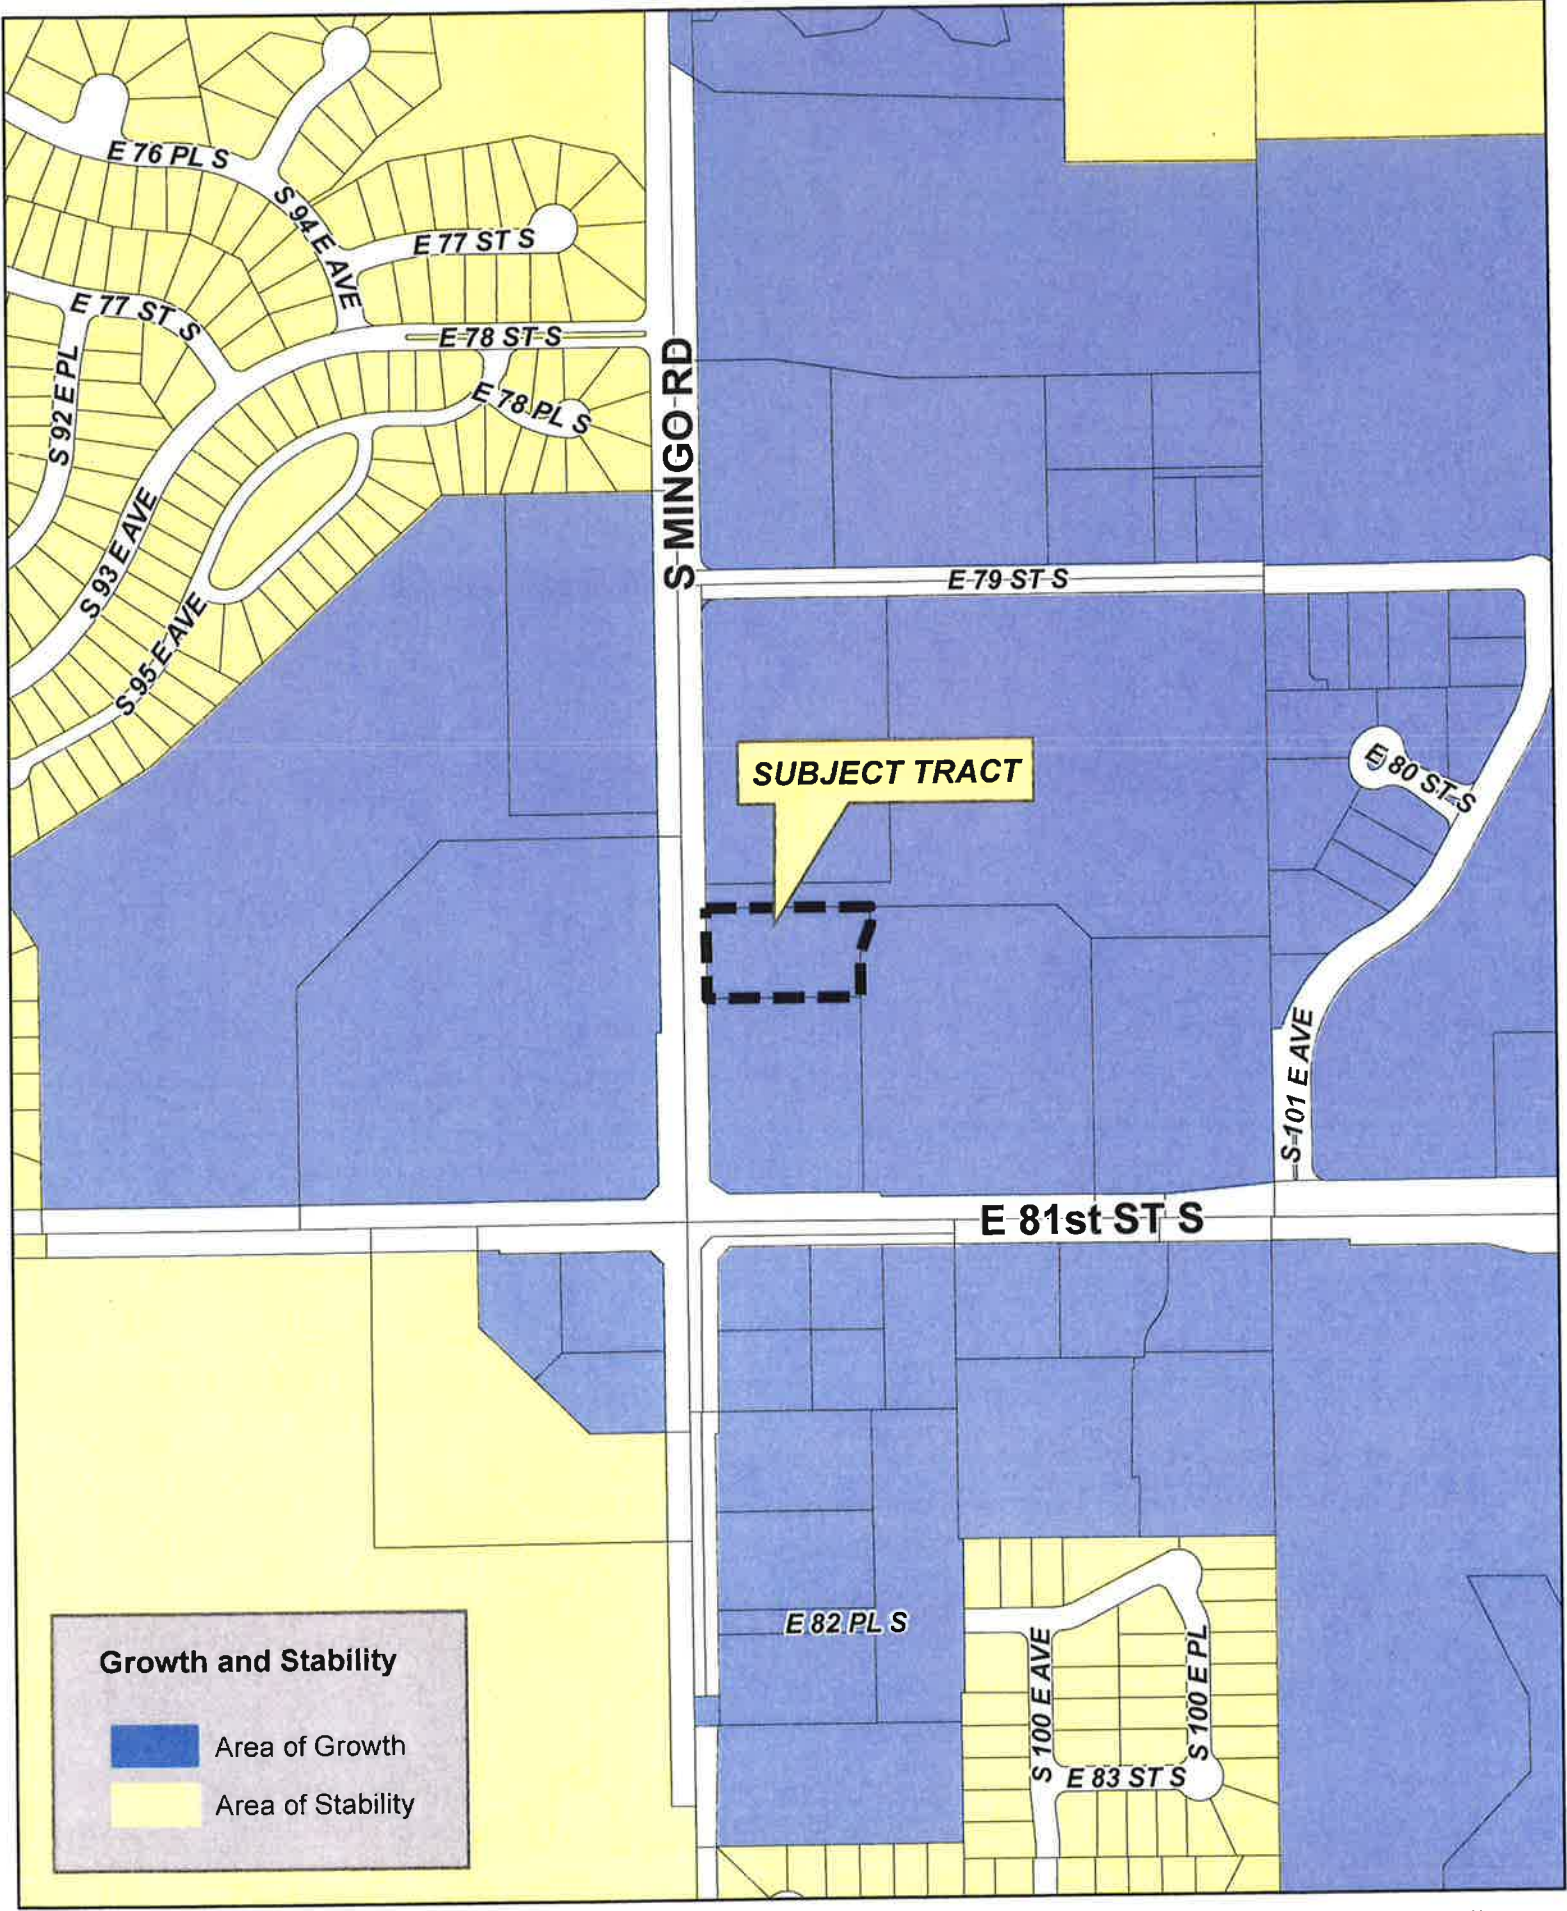 E 76 PL S
S 94 E AVE
E 77 ST S
E 77 ST S
E 78 ST S
S 92 E PL
E 78 PL S
S MINGO RD
S 93 E AVE
E 79 ST S
S 95 E AVE
SUBJECT TRACT
E 80 ST S
S 101 E AVE
E 81st ST S
E 82 PL S
S 100 E AVE
S 100 E PL
E 83 ST S
Growth and Stability
Area of Growth
Area of Stability